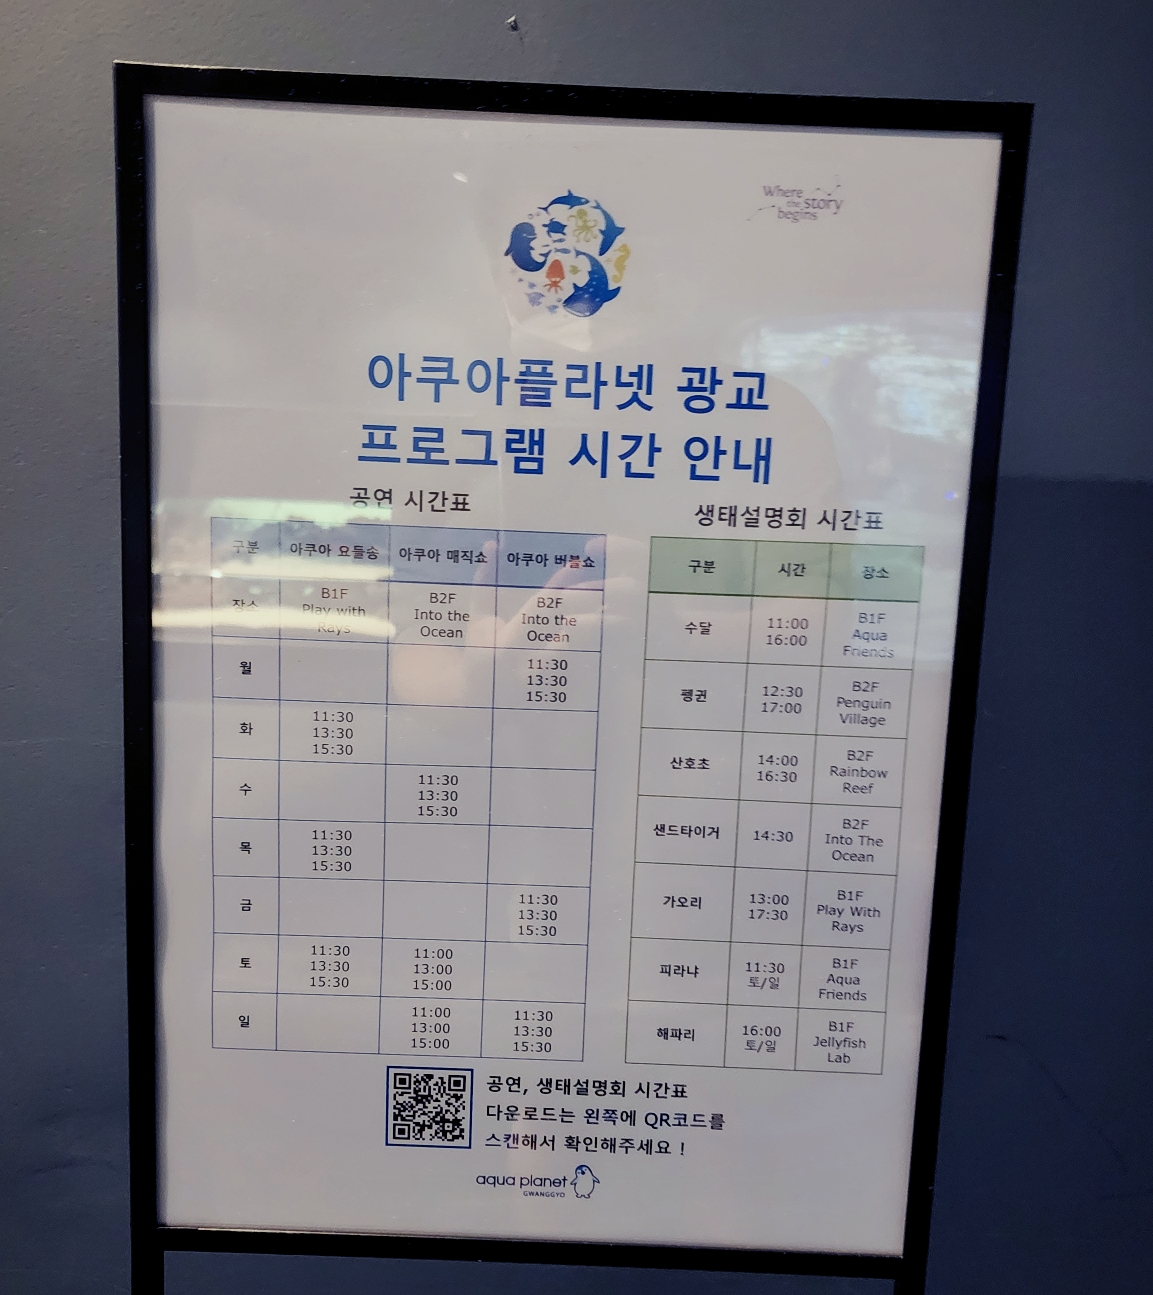 Where
the story
begins
아쿠아플라넷 광교
프로그램 시간 안내
공연 시간표
구분 아쿠아 요들송 아쿠아 매직쇼 아쿠아 버블쇼
장소 B1F Play with Rays B2F Into the Ocean B2F Into the Ocean
월 11:30 13:30 15:30
화 11:30 13:30 15:30
수 11:30 13:30 15:30
목 11:30 13:30 15:30
금 11:30 13:30 15:30
토 11:30 13:30 15:30 11:00 13:00 15:00
일 11:00 13:00 15:00 11:30 13:30 15:30
생태설명회 시간표
구분 시간 장소
수달 11:00 16:00 B1F Aqua Friends
펭귄 12:30 17:00 B2F Penguin Village
산호초 14:00 16:30 B2F Rainbow Reef
샌드타이거 14:30 B2F Into The Ocean
가오리 13:00 17:30 B1F Play With Rays
피라냐 11:30 토/일 B1F Aqua Friends
해파리 16:00 토/일 B1F Jellyfish Lab
공연, 생태설명회 시간표
다운로드는 왼쪽에 QR코드를
스캔해서 확인해주세요 !
aqua planet
GWANGGYO